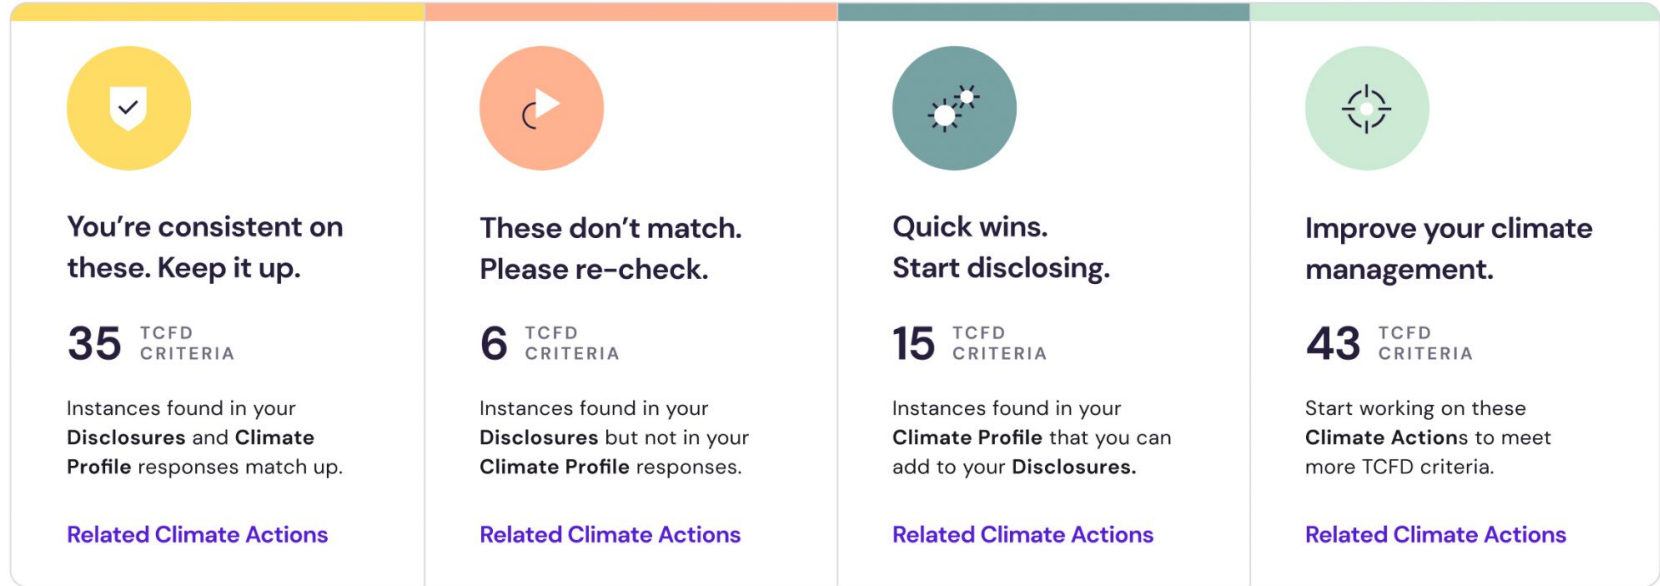 You're consistent on
these. Keep it up.
35 TCFD
CRITERIA
Instances found in your
Disclosures and Climate
Profile responses match up.
Related Climate Actions
These don't match.
Please re-check.
6 TCFD
CRITERIA
Instances found in your
Disclosures but not in your
Climate Profile responses.
Related Climate Actions
Quick wins.
Start disclosing.
15 TCFD
CRITERIA
Instances found in your
Climate Profile that you can
add to your Disclosures.
Related Climate Actions
Improve your climate
management.
43 TCFD
CRITERIA
Start working on these
Climate Actions to meet
more TCFD criteria.
Related Climate Actions